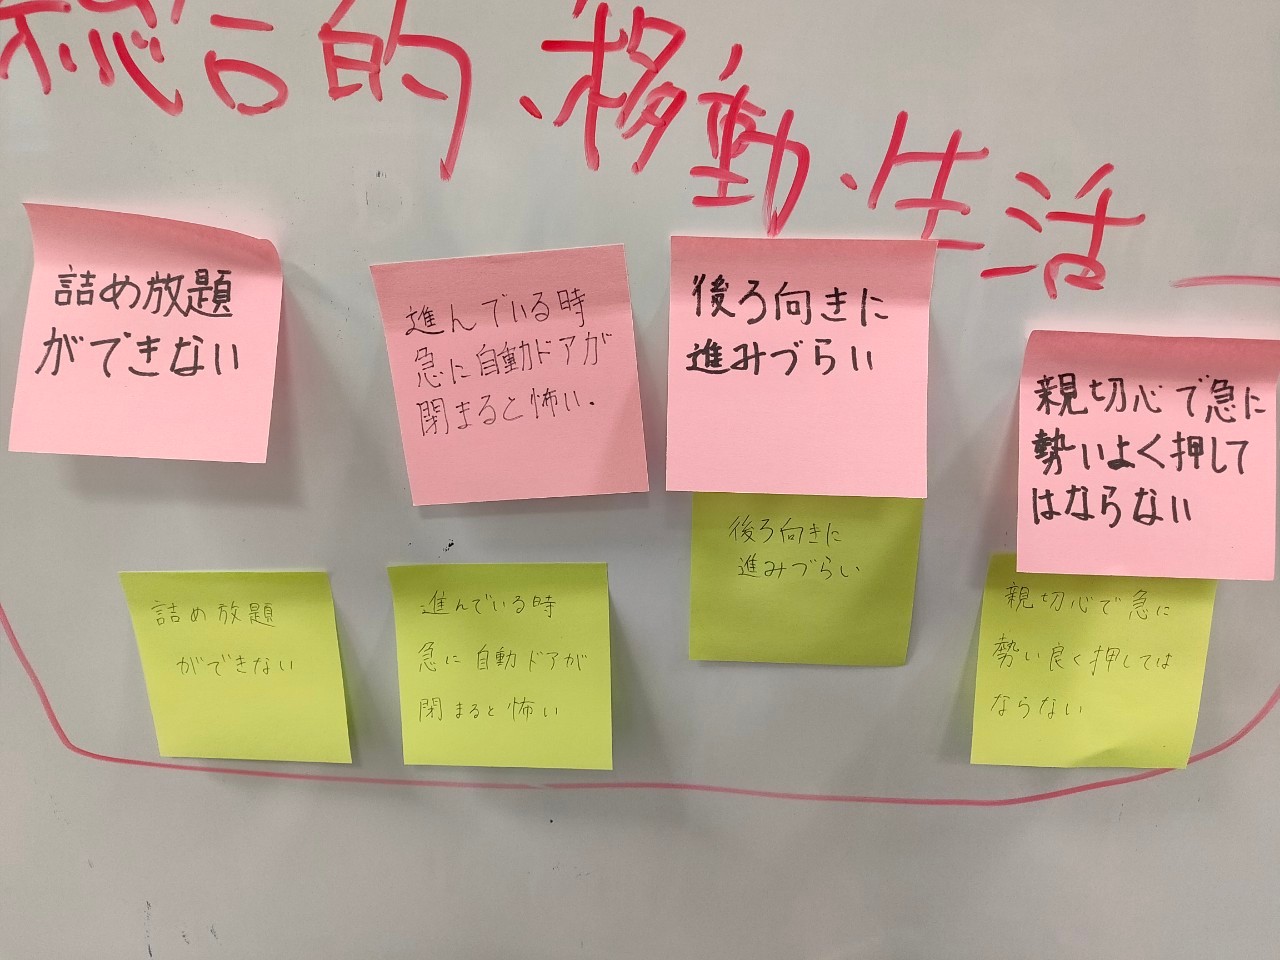 総合的、移動・生活
詰め放題
ができない
進んでいる時
急に自動ドアが
閉まると怖い.
後ろ向きに
進みづらい
親切心で急に
勢いよく押して
はならない
詰め放題
ができない
進んでいる時
急に自動ドアが
閉まると怖い
後ろ向きに
進みづらい
親切心で急に
勢い良く押しては
ならない